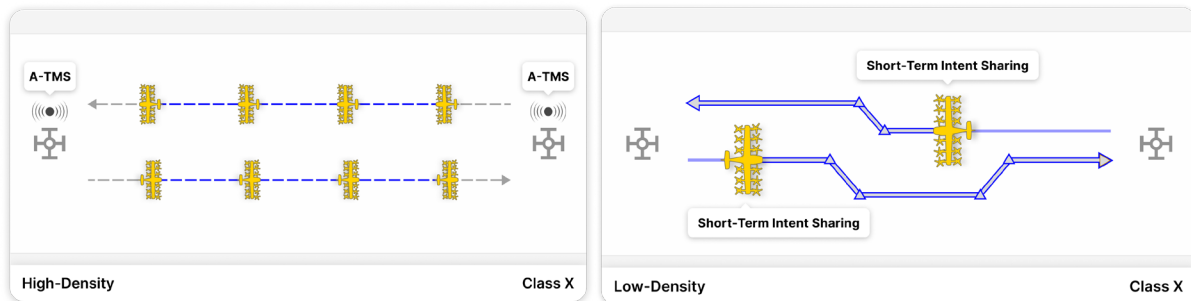 A-TMS
A-TMS
High-Density
Class X
Short-Term Intent Sharing
Short-Term Intent Sharing
Low-Density
Class X